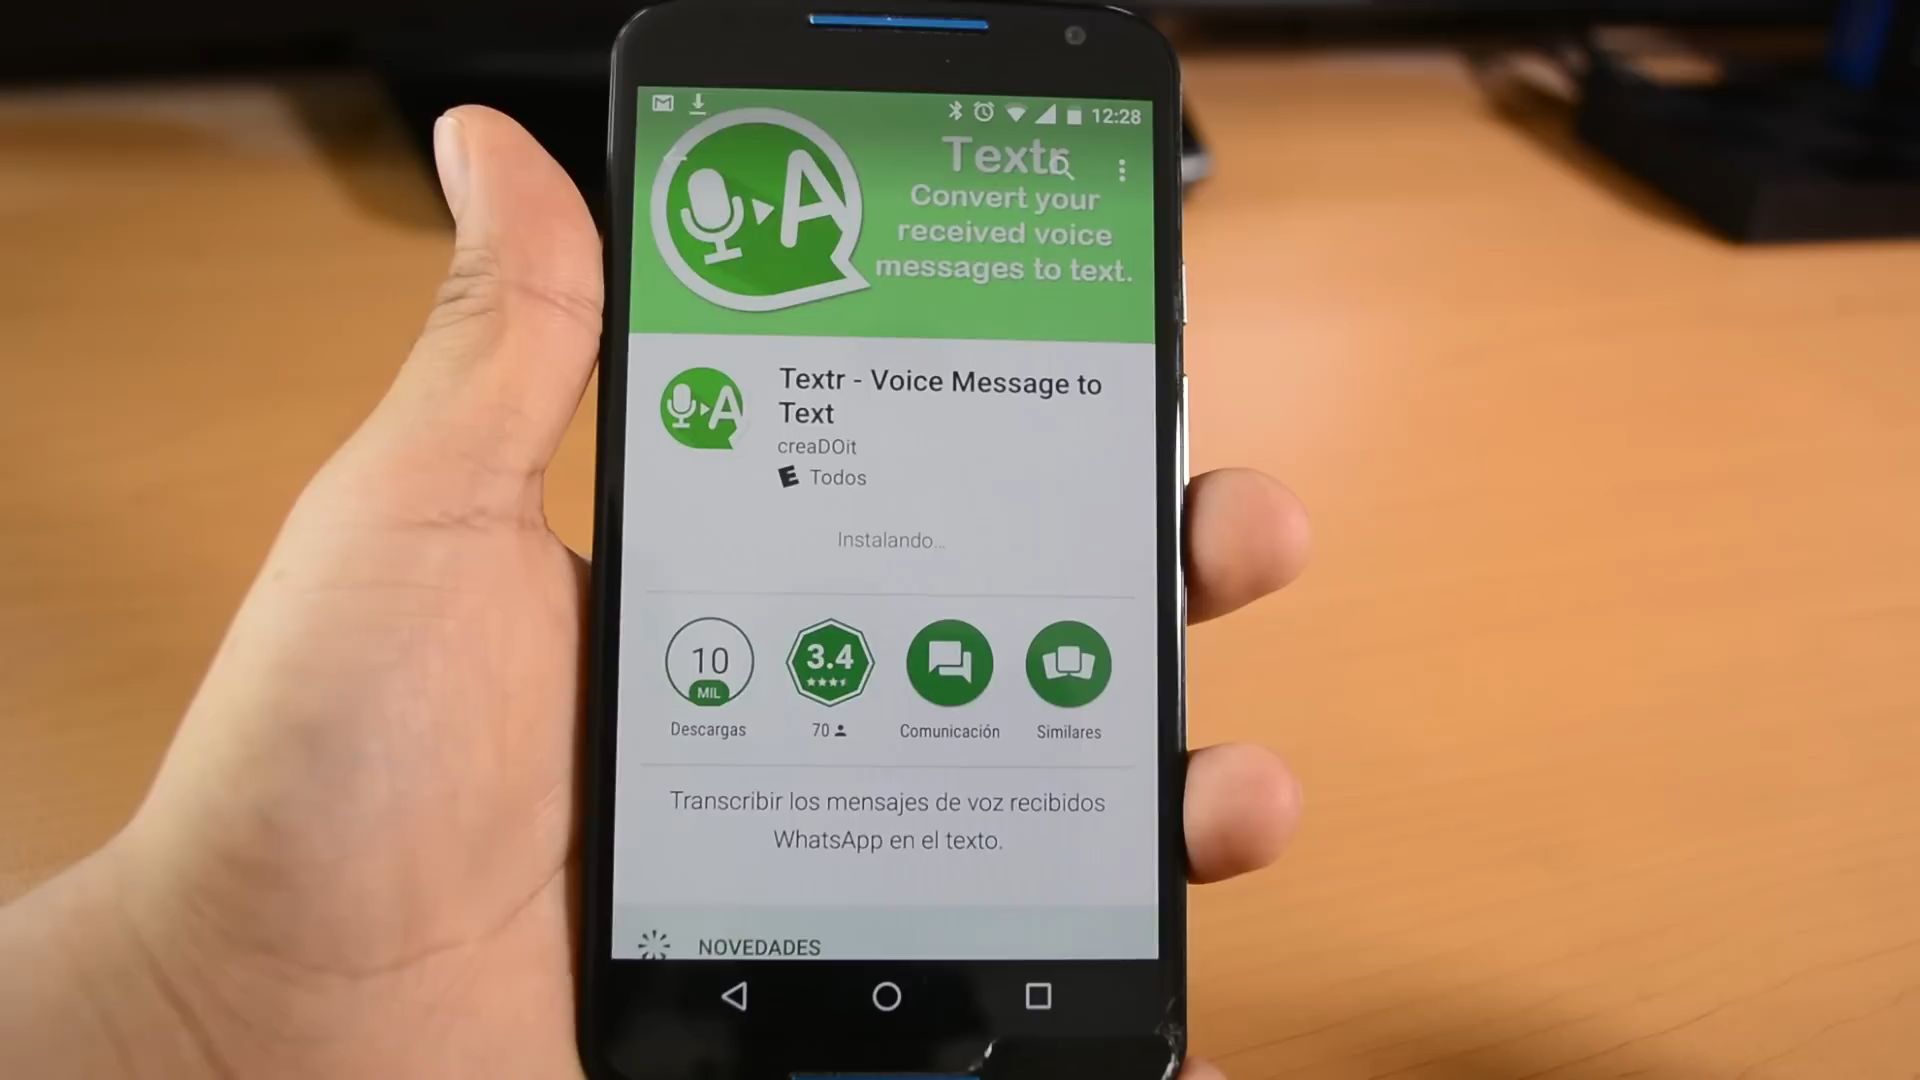 12:28
Textr
Convert your
received voice
messages to text.
A
Textr - Voice Message to
Text
A
creaDOit
E Todos
Instalando...
10
MIL
3.4
Descargas
70
Comunicación
Similares
Transcribir los mensajes de voz recibidos
WhatsApp en el texto.
NOVEDADES